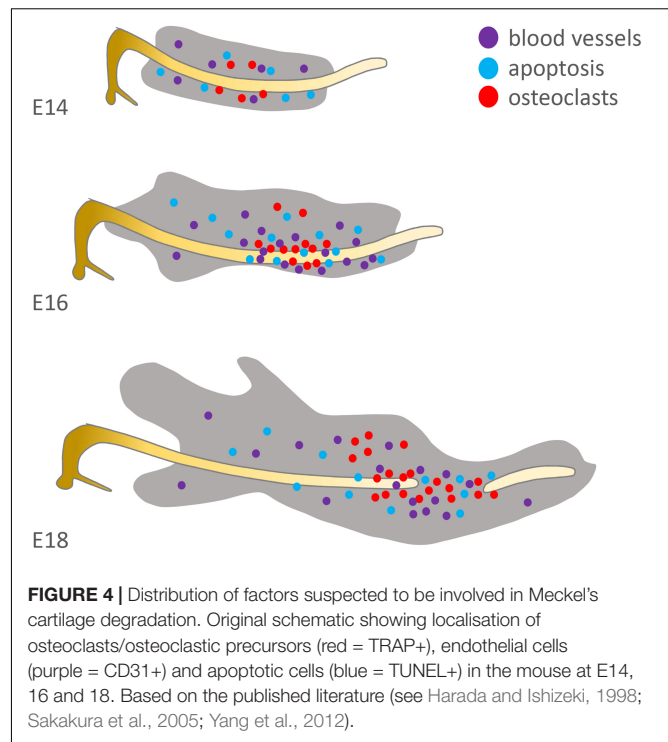 blood vessels
apoptosis
osteoclasts
E14
E16
E18
FIGURE 4 | Distribution of factors suspected to be involved in Meckel's
cartilage degradation. Original schematic showing localisation of
osteoclasts/osteoclastic precursors (red = TRAP+), endothelial cells
(purple = CD31+) and apoptotic cells (blue = TUNEL+) in the mouse at E14,
16 and 18. Based on the published literature (see Harada and Ishizeki, 1998;
Sakakura et al., 2005; Yang et al., 2012).